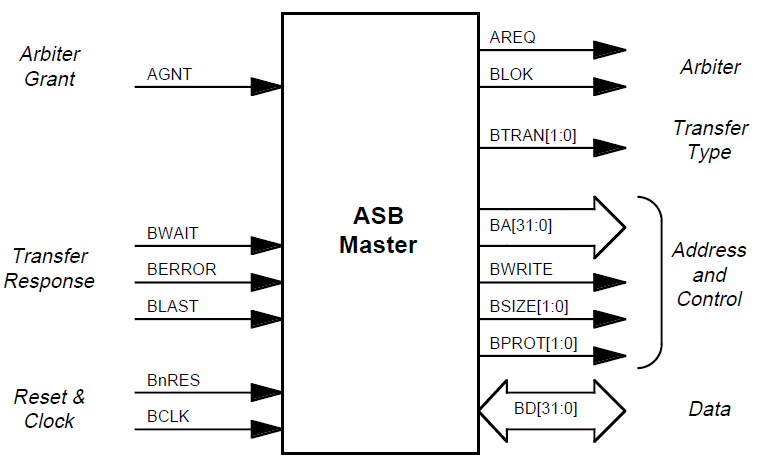 Arbiter
Grant
AGNT
AREQ
BLOK
Arbiter
BTRAN[1:0]
Transfer
Type
ASB
Master
BWAIT
BERROR
BLAST
Transfer
Response
BA[31:0]
BWRITE
BSIZE[1:0]
BPROT[1:0]
Address
and
Control
BnRES
BCLK
Reset &
Clock
BD[31:0]
Data